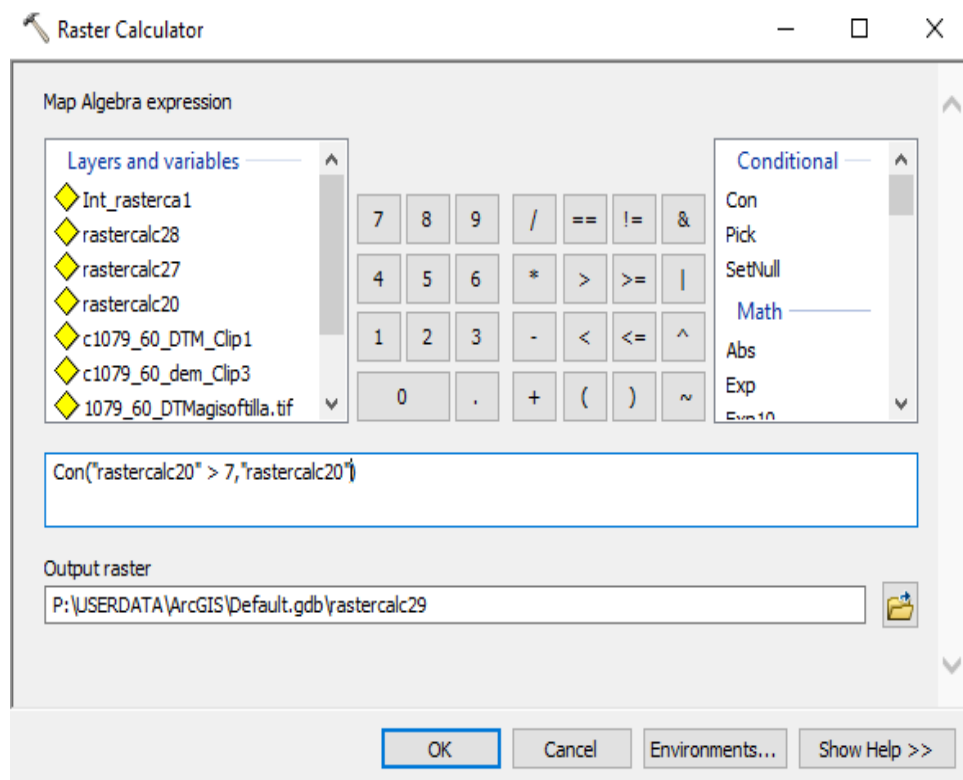 Raster Calculator
Map Algebra expression
Layers and variables
Int_rasterca1
rastercalc28
rastercalc27
rastercalc20
c1079_60_DTM_Clip1
c1079_60_dem_Clip3
1079_60_DTMagisoftilla.tif
7 8 9 / == != &
4 5 6 * > >= |
1 2 3 - < <= ^
0 . + ( ) ~
Conditional
Con
Pick
SetNull
Math
Abs
Exp
Exp10
Con("rastercalc20" > 7,"rastercalc20")
Output raster
P:\USERDATA\ArcGIS\Default.gdb\rastercalc29
OK Cancel Environments... Show Help >>